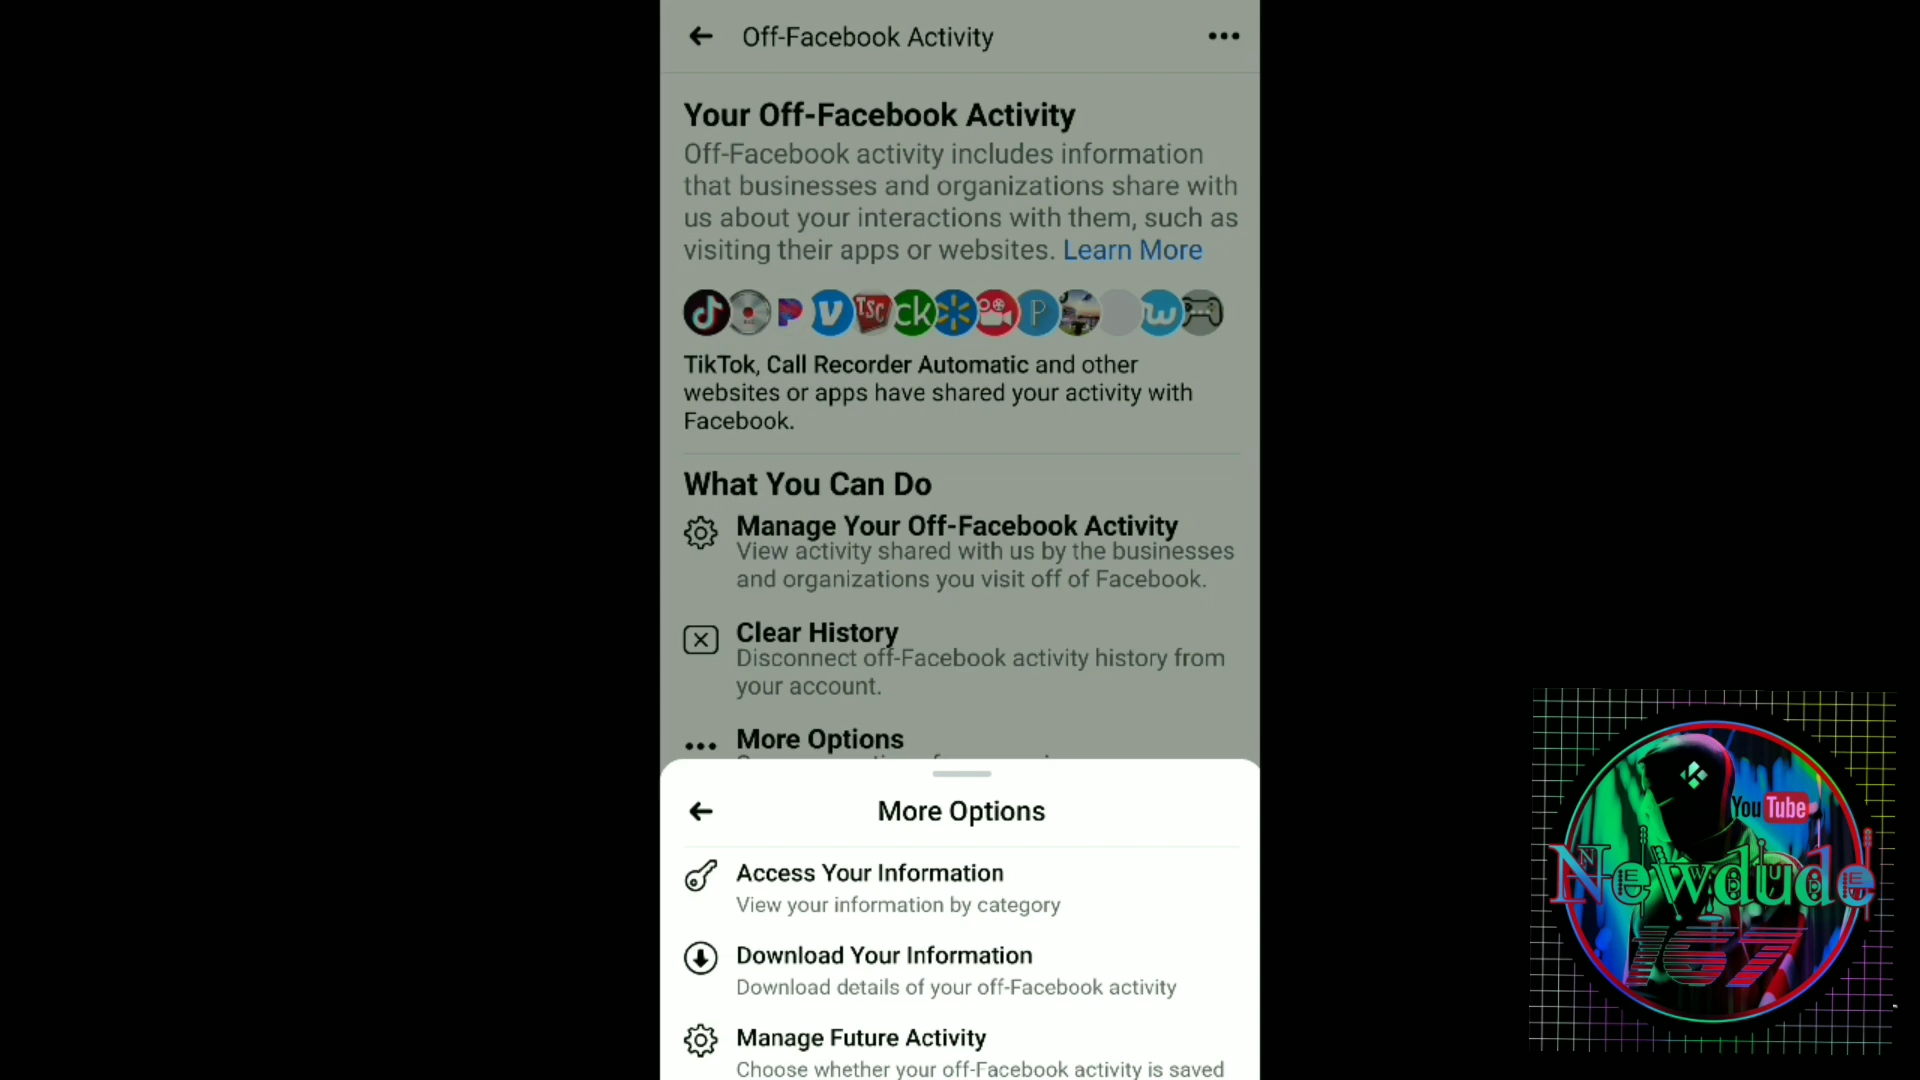 Off-Facebook Activity
Your Off-Facebook Activity
Off-Facebook activity includes information
that businesses and organizations share with
us about your interactions with them, such as
visiting their apps or websites. Learn More
TSC ck P
TikTok, Call Recorder Automatic and other
websites or apps have shared your activity with
Facebook.
What You Can Do
Manage Your Off-Facebook Activity
View activity shared with us by the businesses
and organizations you visit off of Facebook.
Clear History
Disconnect off-Facebook activity history from
your account.
More Options
More Options
Access Your Information
View your information by category
Download Your Information
Download details of your off-Facebook activity
Manage Future Activity
Choose whether your off-Facebook activity is saved
YouTube
Newdude
167